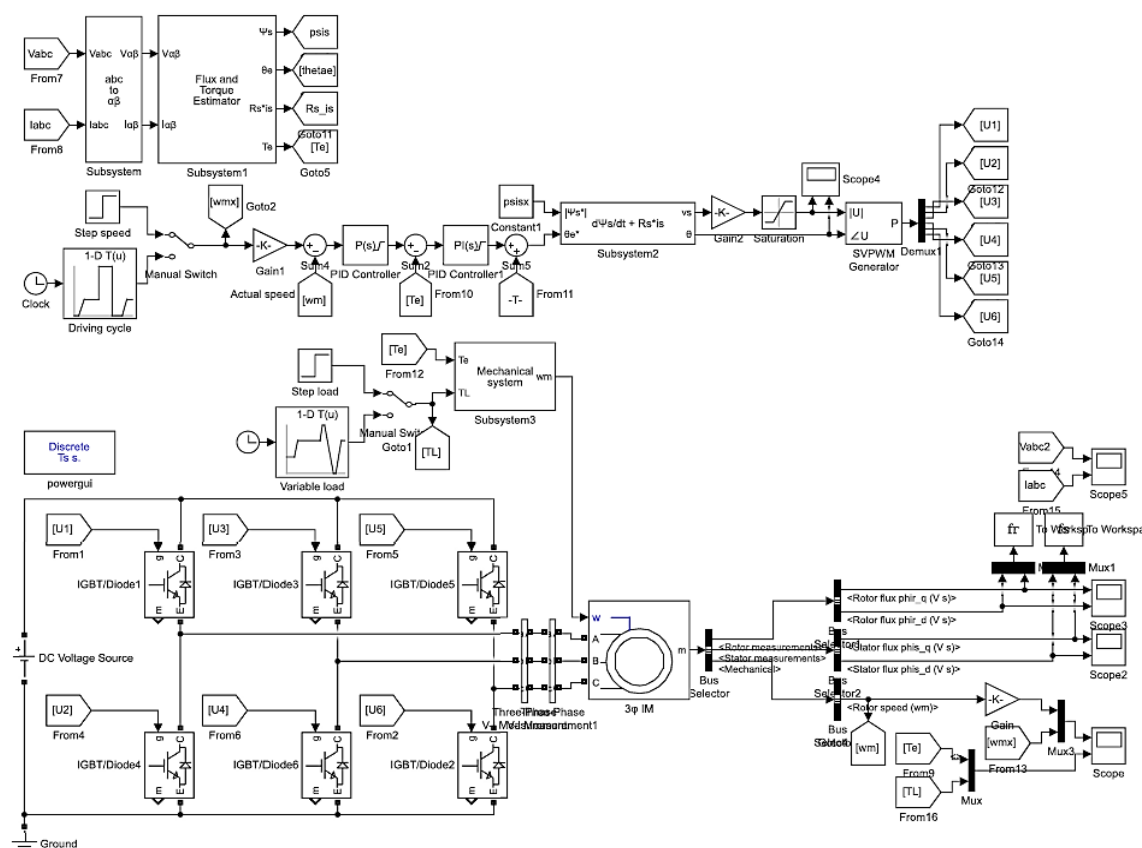 Vabc
From7
Iabc
From8
Vabc Vαβ
abc
to
αβ
Iabc Iαβ
Subsystem
Vαβ
Iαβ
Flux and
Torque
Estimator
Ψs
θe
Rs*is
Te
Subsystem1
psis
[thetae]
Rs_is
Goto11
[Te]
Goto5
Step speed
[wmx]
Goto2
Manual Switch
Clock
1-D T(u)
Driving cycle
-K-
Gain1
Sum4
Actual speed
[wm]
P(s)
PID Controller
Sum2
[Te]
From10
PI(s)
PID Controller1
Sum5
-T-
From11
psisx
Constant1
|Ψs*|
θe*
dΨs/dt + Rs*is
vs
θ
Subsystem2
-K-
Gain2
Saturation
Scope4
|U|
∠U
P
SVPWM
Generator
Demux1
[U1]
[U2]
Goto12
[U3]
[U4]
Goto13
[U5]
[U6]
Goto14
Step load
[Te]
From12
Te
TL
Mechanical
system
wm
Subsystem3
1-D T(u)
Variable load
Goto1
[TL]
Discrete
Ts s.
powergui
[U1]
From1
g C
IGBT/Diode1
m E
[U3]
From3
g C
IGBT/Diode3
m E
[U5]
From5
g C
IGBT/Diode5
m E
DC Voltage Source
[U2]
From4
g C
IGBT/Diode4
m E
[U4]
From6
g C
IGBT/Diode6
m E
[U6]
From2
g C
IGBT/Diode2
m E
Ground
w
A
B
C
m
3φ IM
Bus
Selector
<Rotor measurements>
<Stator measurements>
<Mechanical>
<Rotor flux phir_q (V s)>
<Rotor flux phir_d (V s)>
Bus
<Stator flux phis_q (V s)>
<Stator flux phis_d (V s)>
Bus
Selector2
<Rotor speed (wm)>
Bus
[wm]
Vabc2
Iabc
From15
Scope5
fr
Mux1
Scope3
Scope2
-K-
Gain
[wmx]
From13
Mux3
[Te]
From9
[TL]
From16
Mux
Scope